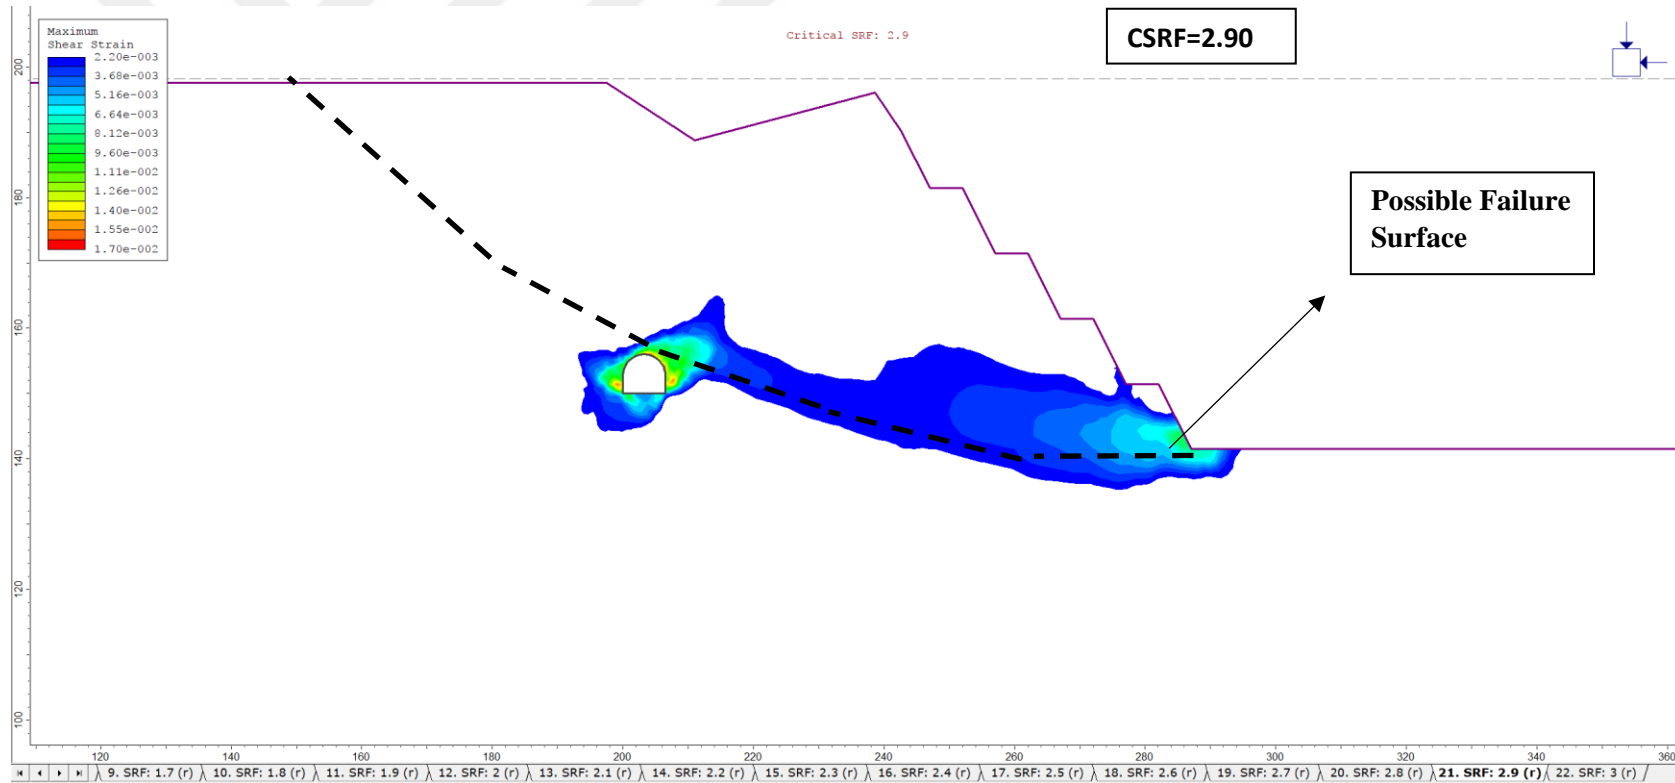 Maximum
Shear Strain
2.20e-003
3.68e-003
5.16e-003
6.64e-003
8.12e-003
9.60e-003
1.11e-002
1.26e-002
1.40e-002
1.55e-002
1.70e-002
Critical SRF: 2.9
CSRF=2.90
Possible Failure
Surface
200
180
160
140
120
100
120 140 160 180 200 220 240 260 280 300 320 340 360
9. SRF: 1.7 (r) 10. SRF: 1.8 (r) 11. SRF: 1.9 (r) 12. SRF: 2 (r) 13. SRF: 2.1 (r) 14. SRF: 2.2 (r) 15. SRF: 2.3 (r) 16. SRF: 2.4 (r) 17. SRF: 2.5 (r) 18. SRF: 2.6 (r) 19. SRF: 2.7 (r) 20. SRF: 2.8 (r) 21. SRF: 2.9 (r) 22. SRF: 3 (r)